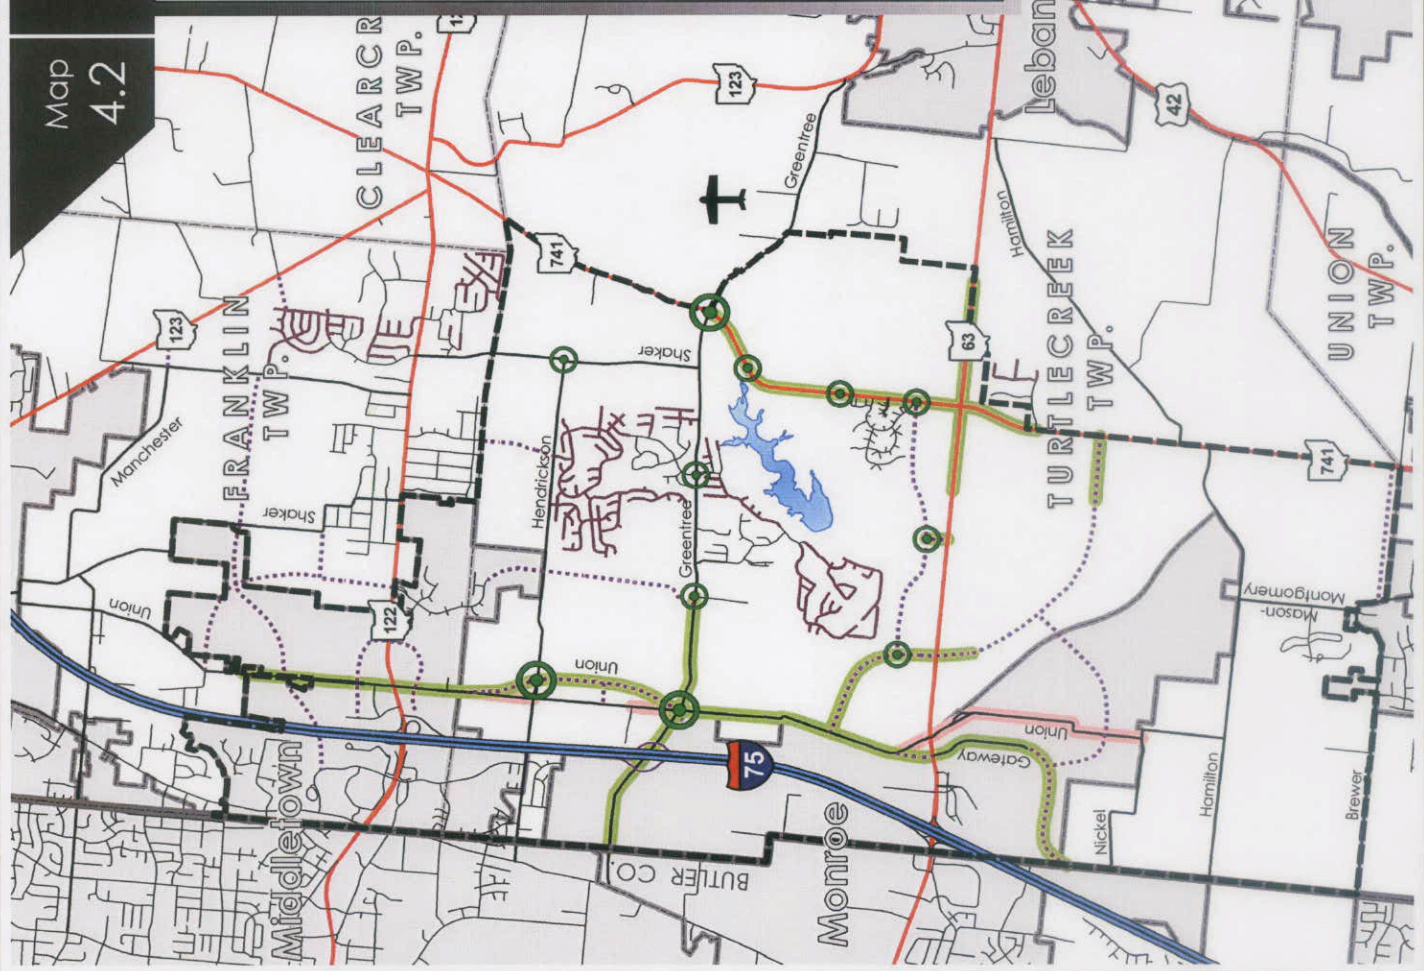 Map
4.2
CLEARCR
TWP.
12
123
Greentree
Leban
42
Hamilton
741
UNION
TWP.
123
FRANKLIN
TWP.
Shaker
63
TURTLECREEK
TWP.
Manchester
Hendrickson
Shaker
Greentree
741
Union
122
Mason-
Montgomery
Union
Union
Gateway
75
Middletown
Monroe
Nickel
Hamilton
Brewer
BUTLER CO.